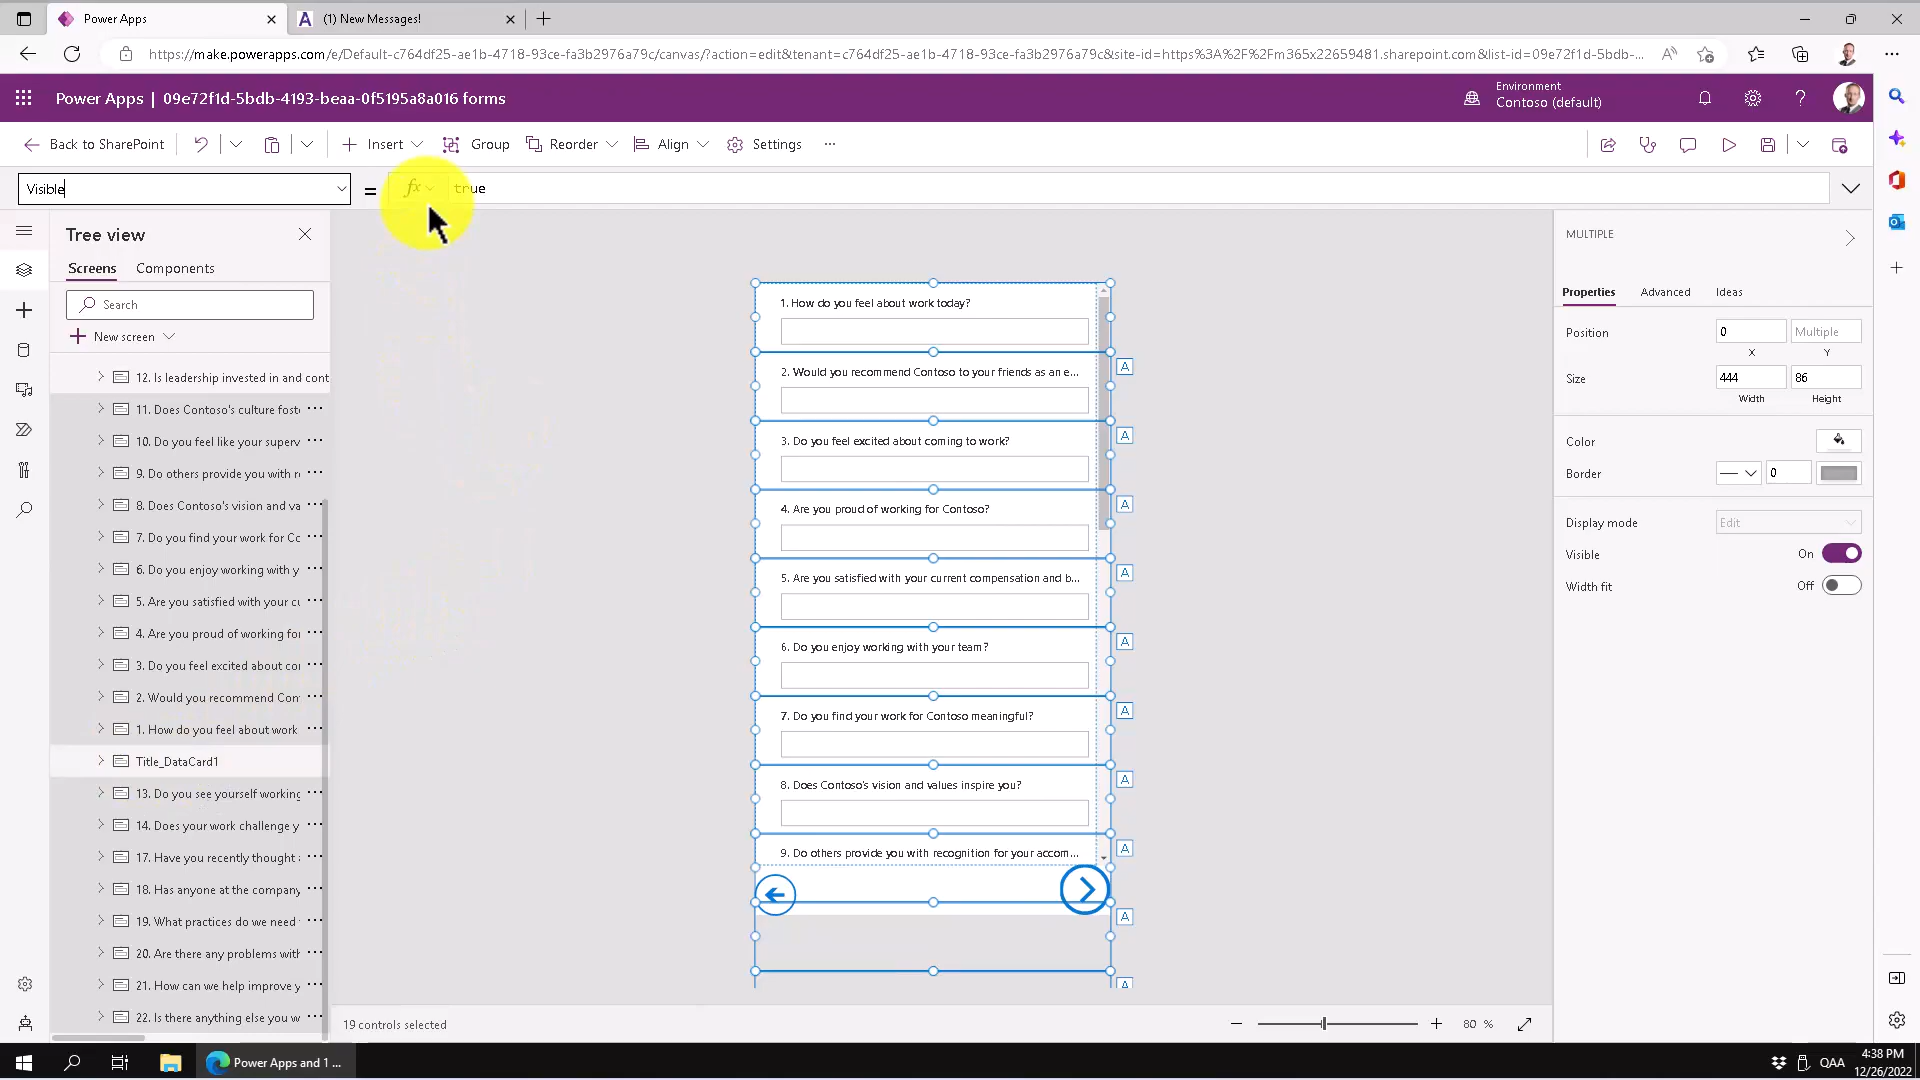 Power Apps
(1) New Messages!
https://make.powerapps.com/e/Default-c764df25-ae1b-4718-93ce-fa3b2976a79c/canvas/?action=edit&tenant=c764df25-ae1b-4718-93ce-fa3b2976a79c&site-id=https%3A%2F%2Fm365x22659481.sharepoint.com&list-id=09e72f1d-5bdb-4...
Power Apps | 09e72f1d-5bdb-4193-beaa-0f5195a8a016 forms
Environment
Contoso (default)
Back to SharePoint
Insert
Group
Reorder
Align
Settings
Visible
=
fx
true
Tree view
Screens
Components
Search
New screen
12. Is leadership invested in and cont
11. Does Contoso's culture fost
10. Do you feel like your superv
9. Do others provide you with re
8. Does Contoso's vision and va
7. Do you find your work for Co
6. Do you enjoy working with y
5. Are you satisfied with your cu
4. Are you proud of working for
3. Do you feel excited about cor
2. Would you recommend Con
1. How do you feel about work
Title_DataCard1
13. Do you see yourself working
14. Does your work challenge y
17. Have you recently thought a
18. Has anyone at the company
19. What practices do we need
20. Are there any problems with
21. How can we help improve y
22. Is there anything else you w
1. How do you feel about work today?
2. Would you recommend Contoso to your friends as an e...
A
3. Do you feel excited about coming to work?
A
4. Are you proud of working for Contoso?
A
5. Are you satisfied with your current compensation and b...
A
6. Do you enjoy working with your team?
A
7. Do you find your work for Contoso meaningful?
A
8. Does Contoso's vision and values inspire you?
A
9. Do others provide you with recognition for your accom...
A
A
A
19 controls selected
80 %
MULTIPLE
Properties
Advanced
Ideas
Position
0
Multiple
X
Y
Size
444
86
Width
Height
Color
Border
0
Display mode
Edit
Visible
On
Width fit
Off
Power Apps and 1 ...
QAA
4:38 PM
12/26/2022